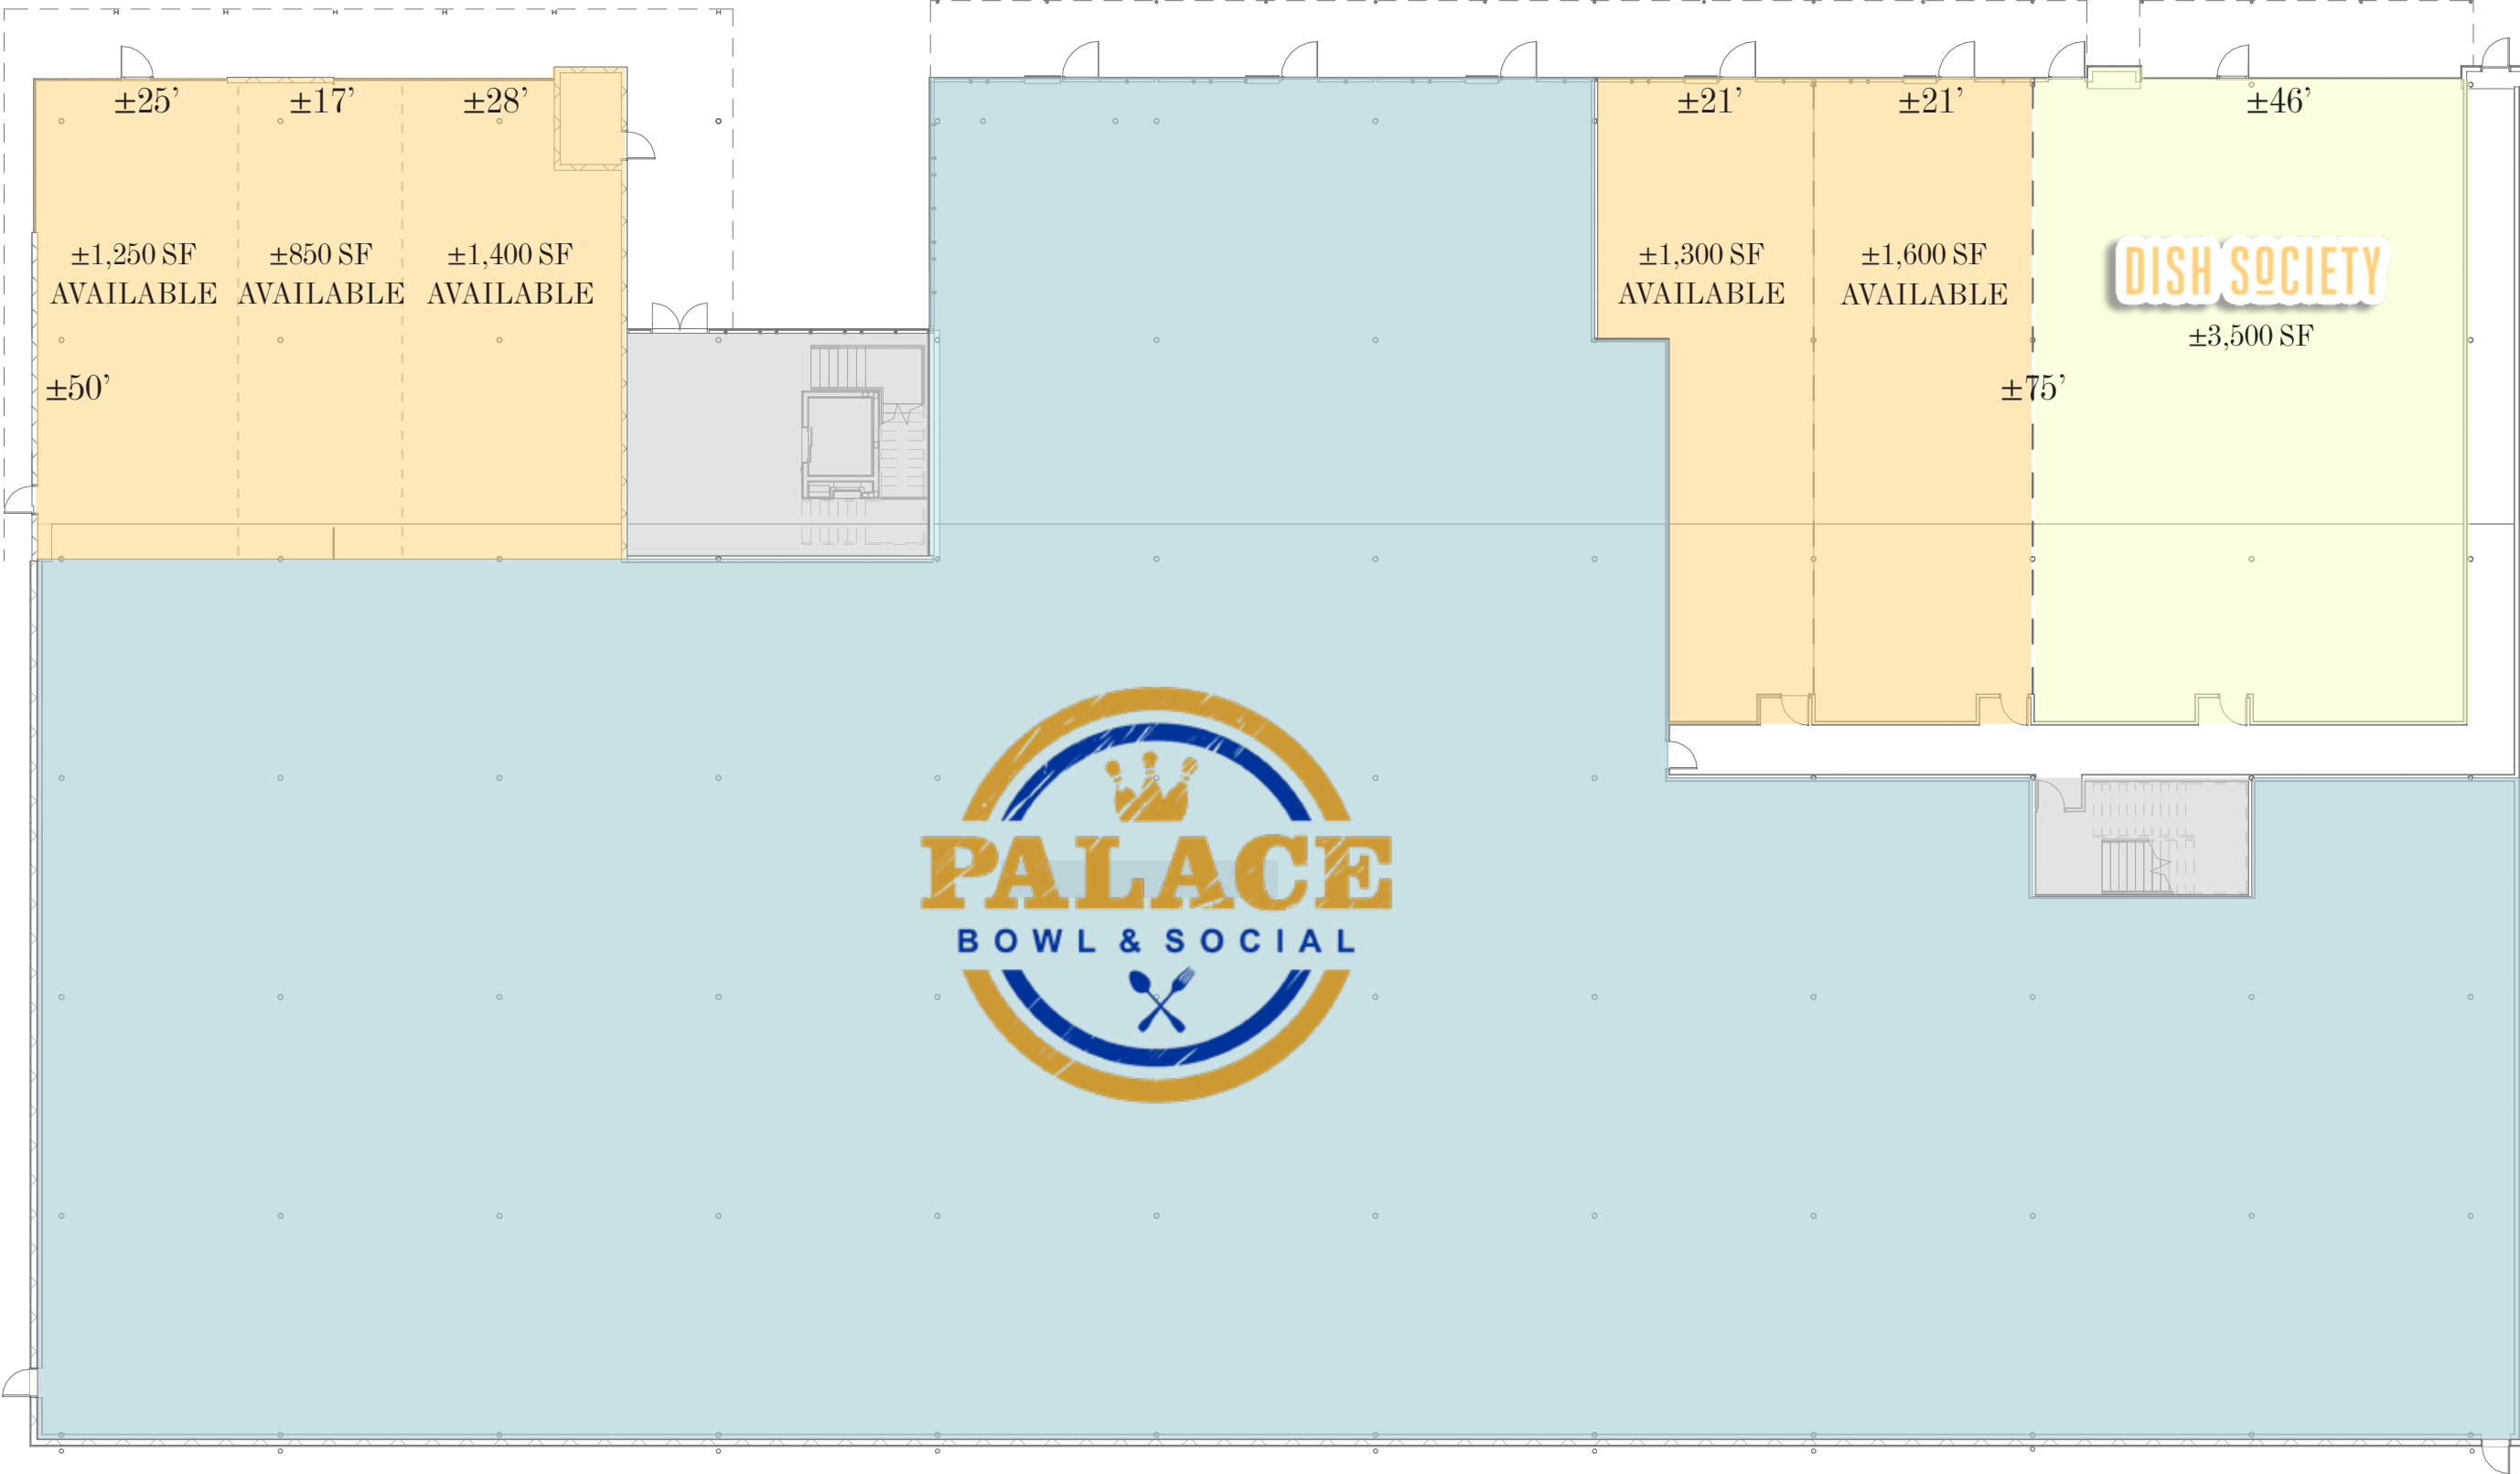 ±25’ ±17’ ±28’ ±21’ ±21’ ±46’
±1,250 SF
AVAILABLE
±850 SF
AVAILABLE
±1,400 SF
AVAILABLE
±1,300 SF
AVAILABLE
±1,600 SF
AVAILABLE
DISH SOCIETY
±3,500 SF
±50’
±75’
PALACE
BOWL & SOCIAL